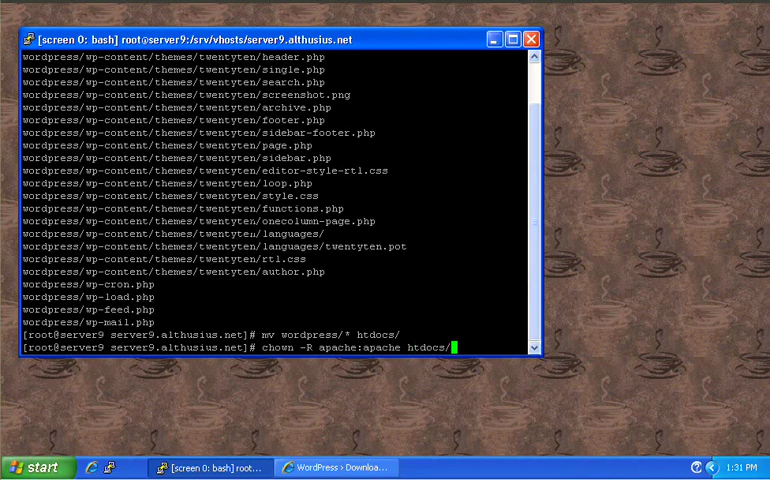 [screen 0: bash] root@server9:/srv/vhosts/server9.althusius.net
wordpress/wp-content/themes/twentyten/header.php
wordpress/wp-content/themes/twentyten/single.php
wordpress/wp-content/themes/twentyten/search.php
wordpress/wp-content/themes/twentyten/screenshot.png
wordpress/wp-content/themes/twentyten/archive.php
wordpress/wp-content/themes/twentyten/footer.php
wordpress/wp-content/themes/twentyten/sidebar-footer.php
wordpress/wp-content/themes/twentyten/page.php
wordpress/wp-content/themes/twentyten/sidebar.php
wordpress/wp-content/themes/twentyten/editor-style-rtl.css
wordpress/wp-content/themes/twentyten/loop.php
wordpress/wp-content/themes/twentyten/style.css
wordpress/wp-content/themes/twentyten/functions.php
wordpress/wp-content/themes/twentyten/onecolumn-page.php
wordpress/wp-content/themes/twentyten/languages/
wordpress/wp-content/themes/twentyten/languages/twentyten.pot
wordpress/wp-content/themes/twentyten/rtl.css
wordpress/wp-content/themes/twentyten/author.php
wordpress/wp-cron.php
wordpress/wp-load.php
wordpress/wp-feed.php
wordpress/wp-mail.php
[root@server9 server9.althusius.net]# mv wordpress/* htdocs/
[root@server9 server9.althusius.net]# chown -R apache:apache htdocs/
start
[screen 0: bash] root...
WordPress › Downloa...
1:31 PM